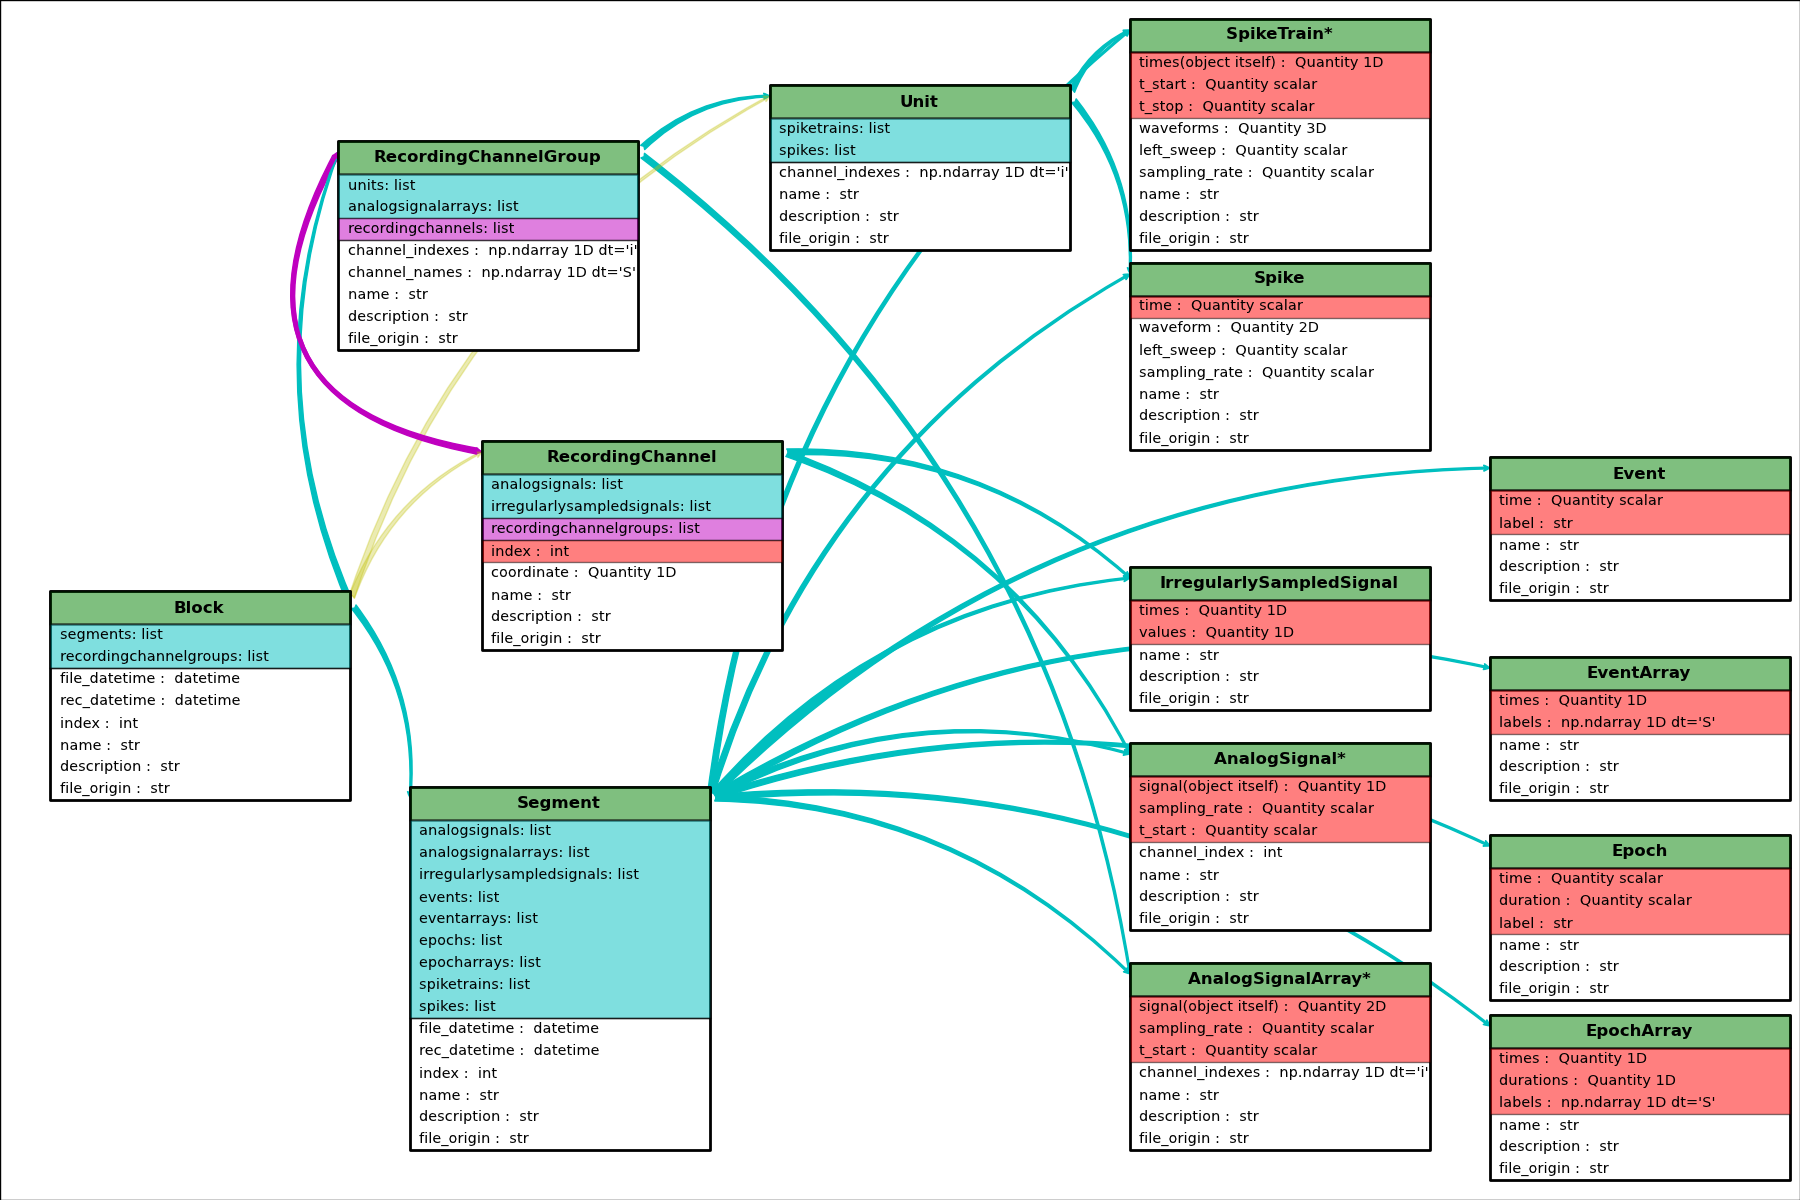 SpikeTrain*
times(object itself) :  Quantity 1D
t_start :  Quantity scalar
t_stop :  Quantity scalar
waveforms :  Quantity 3D
left_sweep :  Quantity scalar
sampling_rate :  Quantity scalar
name :  str
description :  str
file_origin :  str
Unit
spiketrains: list
spikes: list
channel_indexes :  np.ndarray 1D dt='i'
name :  str
description :  str
file_origin :  str
RecordingChannelGroup
units: list
analogsignalarrays: list
recordingchannels: list
channel_indexes :  np.ndarray 1D dt='i'
channel_names :  np.ndarray 1D dt='S'
name :  str
description :  str
file_origin :  str
Spike
time :  Quantity scalar
waveform :  Quantity 2D
left_sweep :  Quantity scalar
sampling_rate :  Quantity scalar
name :  str
description :  str
file_origin :  str
RecordingChannel
analogsignals: list
irregularlysampledsignals: list
recordingchannelgroups: list
index :  int
coordinate :  Quantity 1D
name :  str
description :  str
file_origin :  str
Event
time :  Quantity scalar
label :  str
name :  str
description :  str
file_origin :  str
IrregularlySampledSignal
times :  Quantity 1D
values :  Quantity 1D
name :  str
description :  str
file_origin :  str
Block
segments: list
recordingchannelgroups: list
file_datetime :  datetime
rec_datetime :  datetime
index :  int
name :  str
description :  str
file_origin :  str
EventArray
times :  Quantity 1D
labels :  np.ndarray 1D dt='S'
name :  str
description :  str
file_origin :  str
AnalogSignal*
signal(object itself) :  Quantity 1D
sampling_rate :  Quantity scalar
t_start :  Quantity scalar
channel_index :  int
name :  str
description :  str
file_origin :  str
Segment
analogsignals: list
analogsignalarrays: list
irregularlysampledsignals: list
events: list
eventarrays: list
epochs: list
epocharrays: list
spiketrains: list
spikes: list
file_datetime :  datetime
rec_datetime :  datetime
index :  int
name :  str
description :  str
file_origin :  str
Epoch
time :  Quantity scalar
duration :  Quantity scalar
label :  str
name :  str
description :  str
file_origin :  str
AnalogSignalArray*
signal(object itself) :  Quantity 2D
sampling_rate :  Quantity scalar
t_start :  Quantity scalar
channel_indexes :  np.ndarray 1D dt='i'
name :  str
description :  str
file_origin :  str
EpochArray
times :  Quantity 1D
durations :  Quantity 1D
labels :  np.ndarray 1D dt='S'
name :  str
description :  str
file_origin :  str